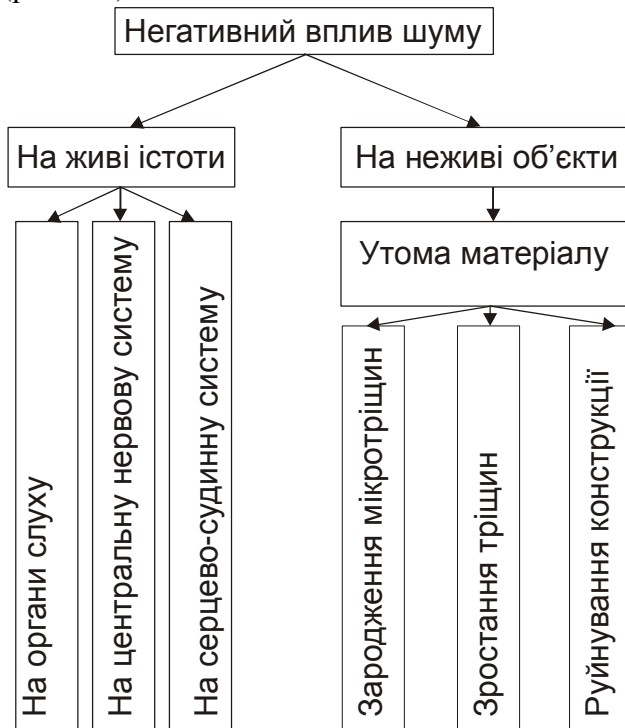 Негативний вплив шуму
На живі істоти
На неживі об’єкти
Утома матеріалу
На органи слуху
На центральну нервову систему
На серцево-судинну систему
Зародження мікротріщин
Зростання тріщин
Руйнування конструкції